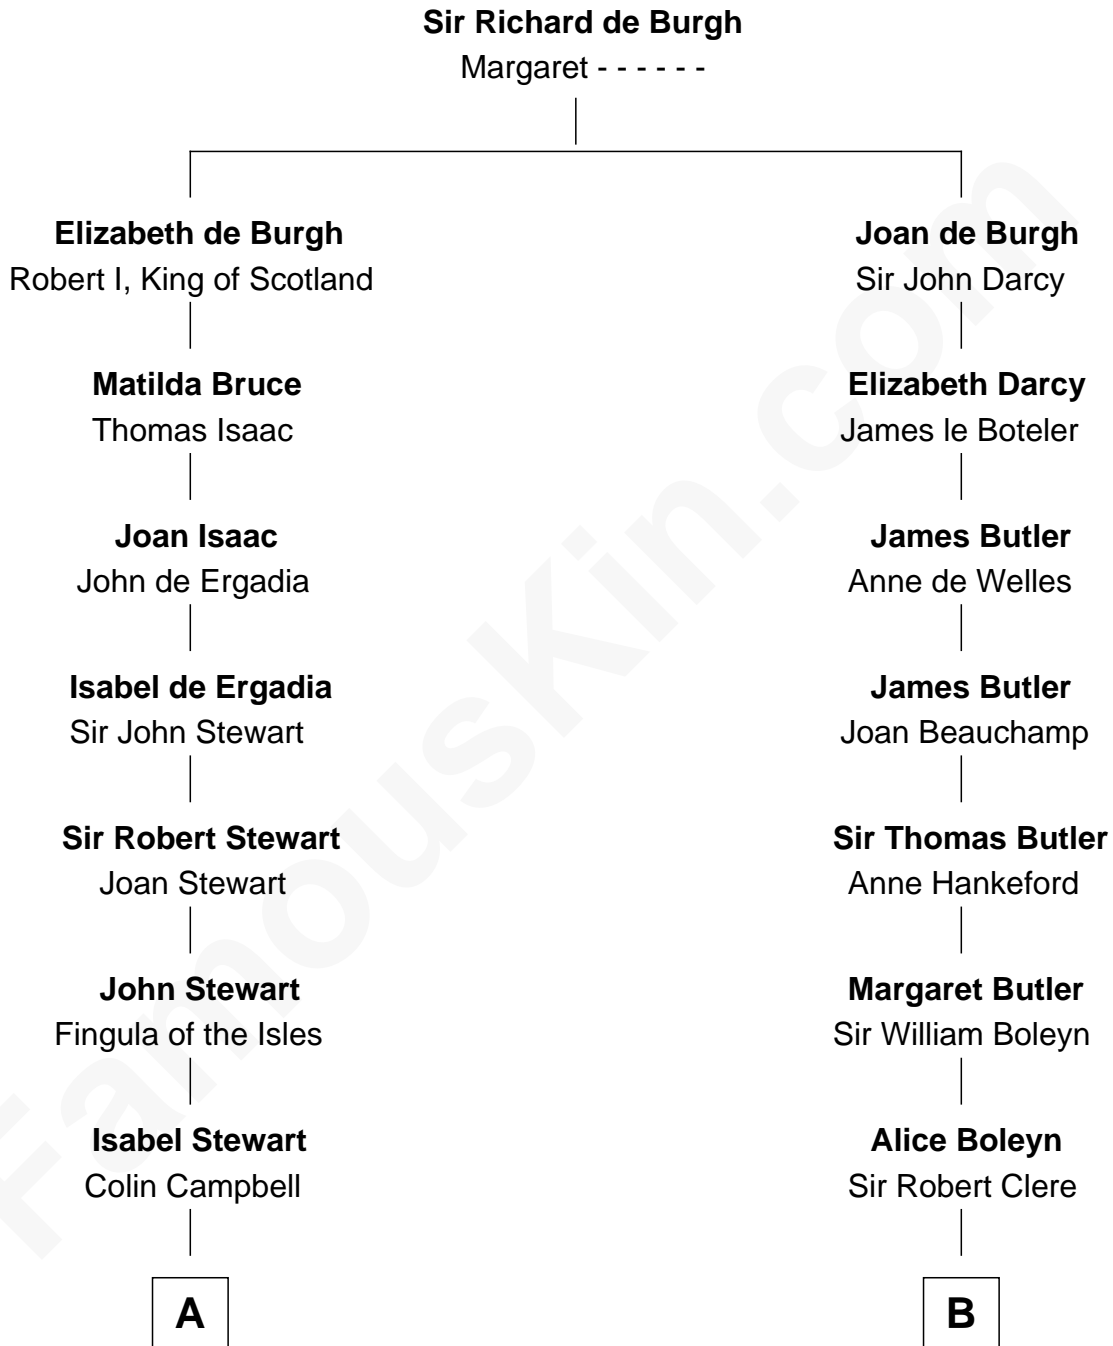 Sir Richard de Burgh
Margaret - - - - - -
Elizabeth de Burgh
Robert I, King of Scotland
Joan de Burgh
Sir John Darcy
Matilda Bruce
Thomas Isaac
Elizabeth Darcy
James le Boteler
Joan Isaac
John de Ergadia
James Butler
Anne de Welles
Isabel de Ergadia
Sir John Stewart
James Butler
Joan Beauchamp
Sir Robert Stewart
Joan Stewart
Sir Thomas Butler
Anne Hankeford
John Stewart
Fingula of the Isles
Margaret Butler
Sir William Boleyn
Isabel Stewart
Colin Campbell
Alice Boleyn
Sir Robert Clere
A
B
FamousKin.com